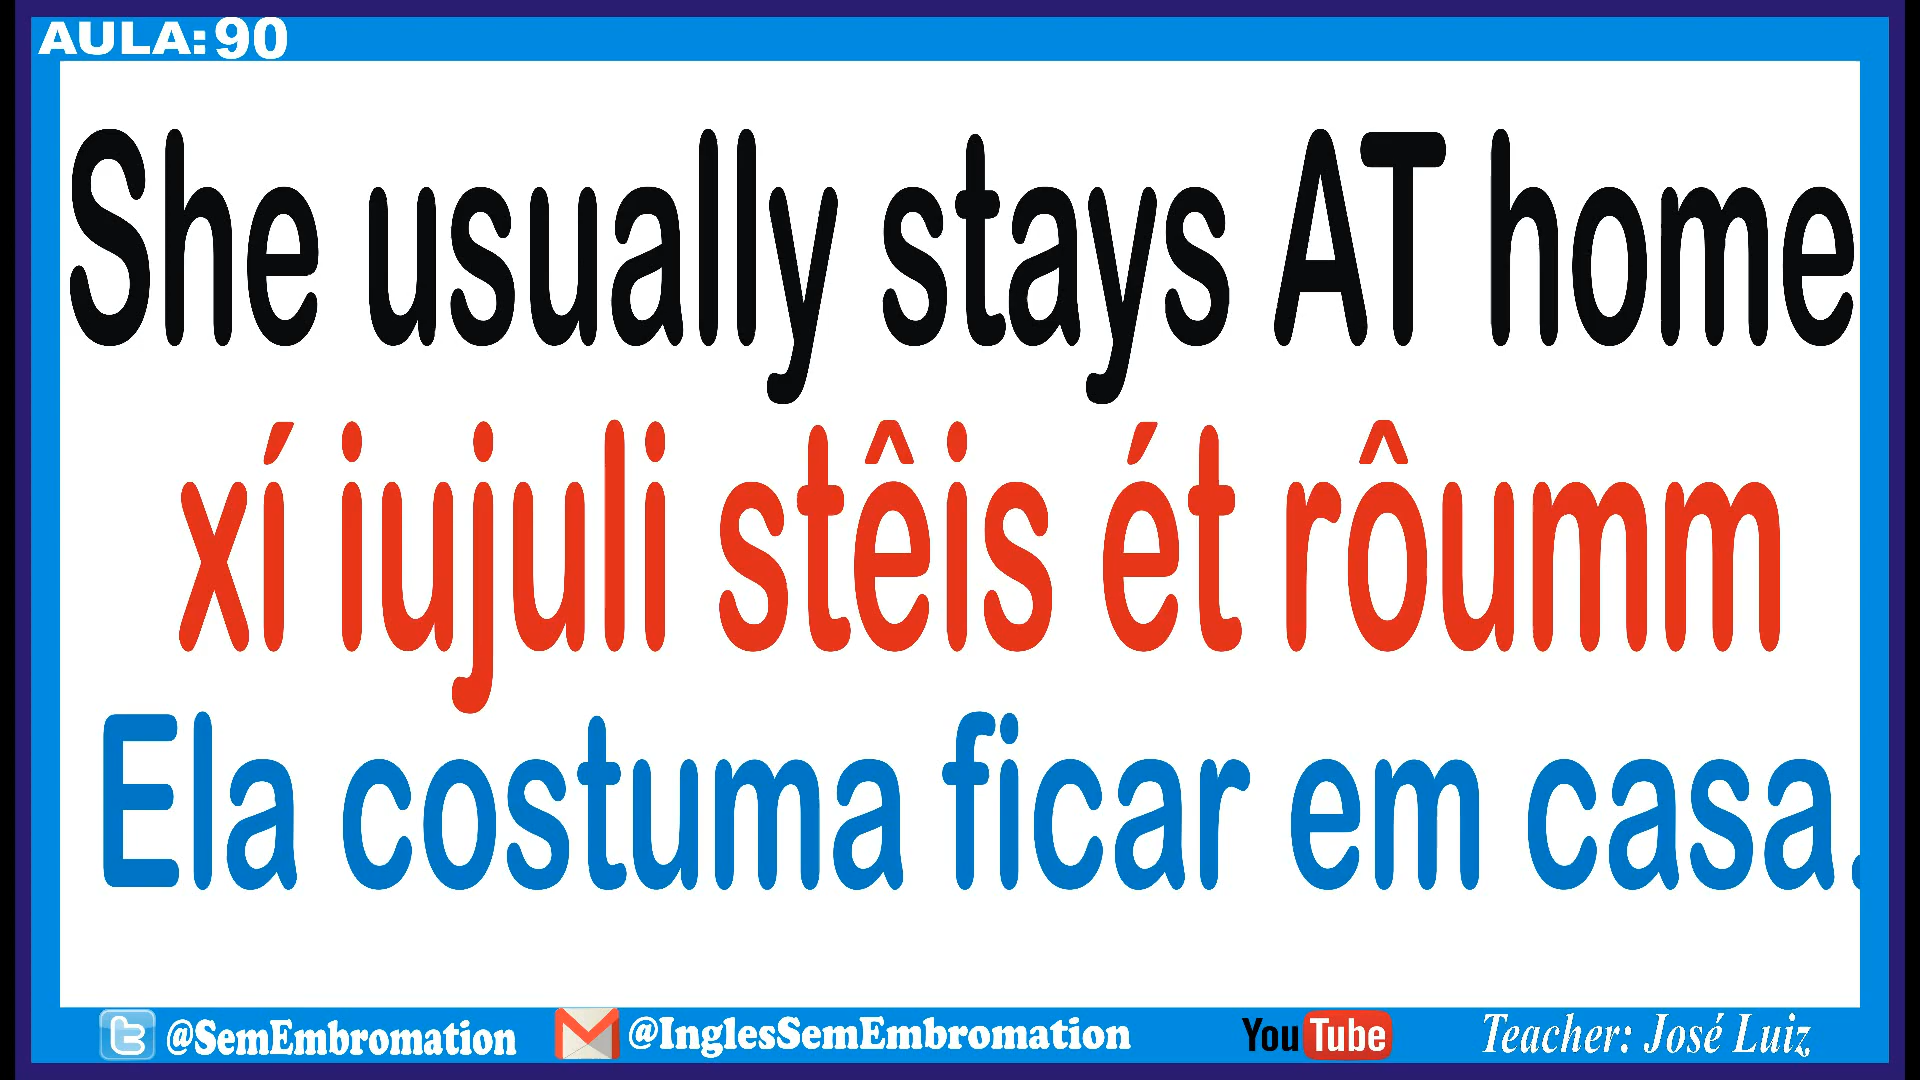 AULA: 90
She usually stays AT home
xí iujuli stêis ét rôumm
Ela costuma ficar em casa.
@SemEmbromation @InglesSemEmbromation YouTube Teacher: José Luiz